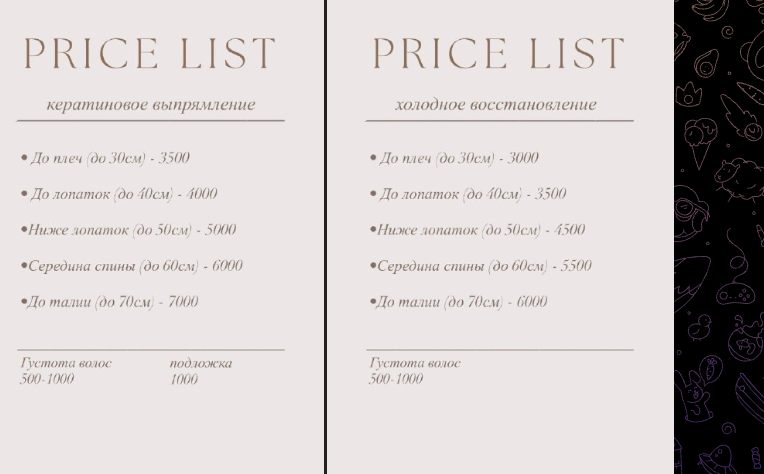 PRICE LIST
кератиновое выпрямление
• До плеч (до 30см) - 3500
• До лопаток (до 40см) - 4000
•Ниже лопаток (до 50см) - 5000
•Середина спины (до 60см) - 6000
•До талии (до 70см) - 7000
Густота волос
500-1000
подложка
1000
PRICE LIST
холодное восстановление
• До плеч (до 30см) - 3000
• До лопаток (до 40см) - 3500
•Ниже лопаток (до 50см) - 4500
•Середина спины (до 60см) - 5500
•До талии (до 70см) - 6000
Густота волос
500-1000